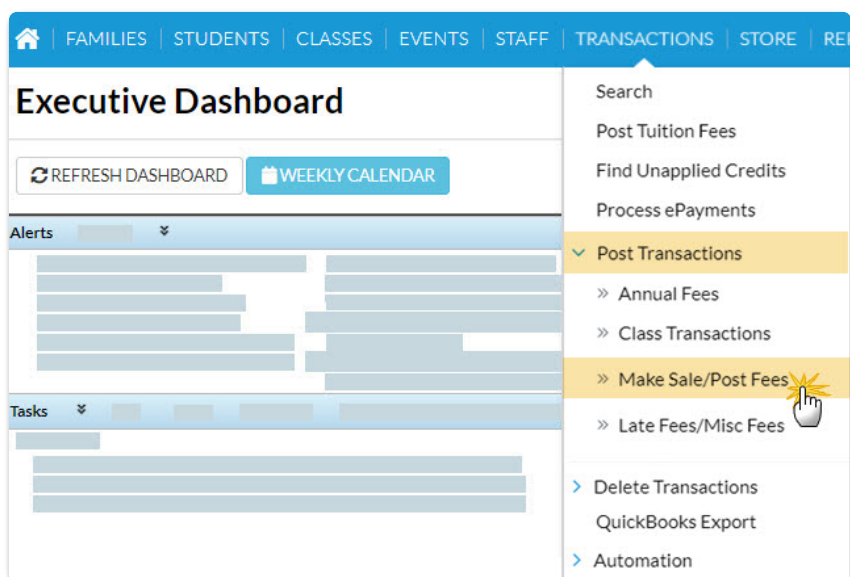 FAMILIES | STUDENTS | CLASSES | EVENTS | STAFF | TRANSACTIONS | STORE |
Executive Dashboard
REFRESH DASHBOARD
WEEKLY CALENDAR
Alerts
Tasks
Search
Post Tuition Fees
Find Unapplied Credits
Process ePayments
Post Transactions
» Annual Fees
» Class Transactions
» Make Sale/Post Fees
» Late Fees/Misc Fees
Delete Transactions
QuickBooks Export
Automation